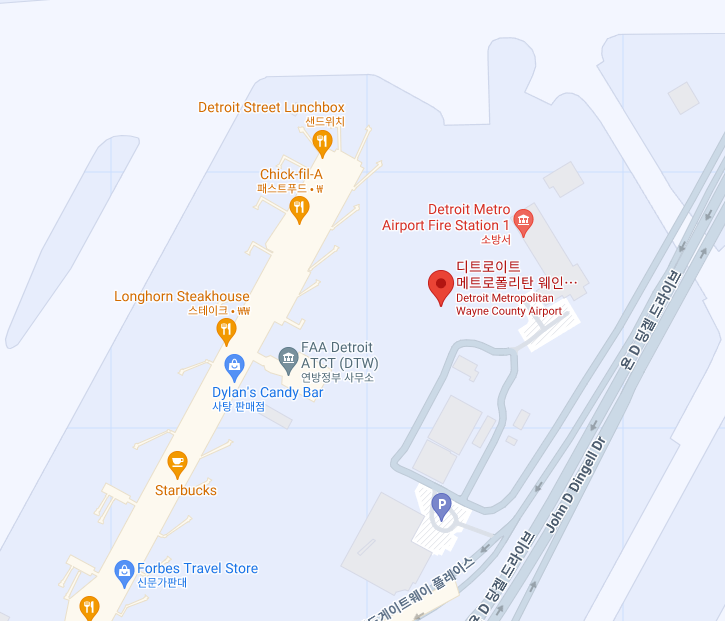 Detroit Street Lunchbox
샌드위치
Chick-fil-A
패스트푸드 • ₩
Detroit Metro
Airport Fire Station 1
소방서
디트로이트
메트로폴리탄 웨인…
Detroit Metropolitan
Wayne County Airport
Longhorn Steakhouse
스테이크 • ₩₩
FAA Detroit
ATCT (DTW)
연방정부 사무소
Dylan's Candy Bar
사탕 판매점
욘 D 딩겔 드라이브
Starbucks
John D Dingell Dr
P
Forbes Travel Store
신문가판대
드게이트웨이 플레이스
욘 D 딩겔 드라이브